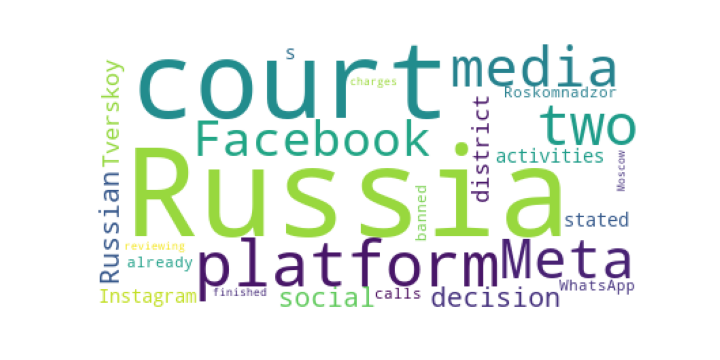 s
court
media
charges
Roskomnadzor
Tverskoy
Facebook
two
district
activities
Russia
Moscow
Russian
banned
stated
reviewing
platform
Meta
already
WhatsApp
Instagram
finished
social
calls
decision